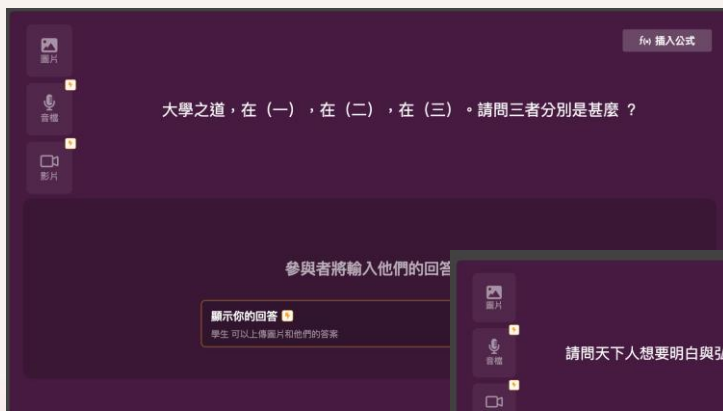 圖片
f(x) 插入公式
音檔
大學之道，在（一），在（二），在（三）。請問三者分別是甚麼 ？
影片
參與者將輸入他們的回答
顯示你的回答
學生 可以上傳圖片和他們的答案
圖片
音檔
請問天下人想要明白與弘